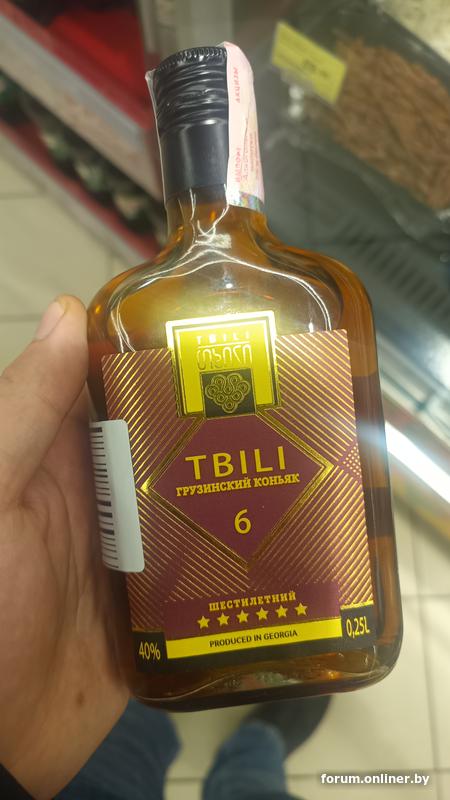 TBILI
თბილი
TBILI
ГРУЗИНСКИЙ КОНЬЯК
6
ШЕСТИЛЕТНИЙ
PRODUCED IN GEORGIA
40%
0,25L
forum.onliner.by